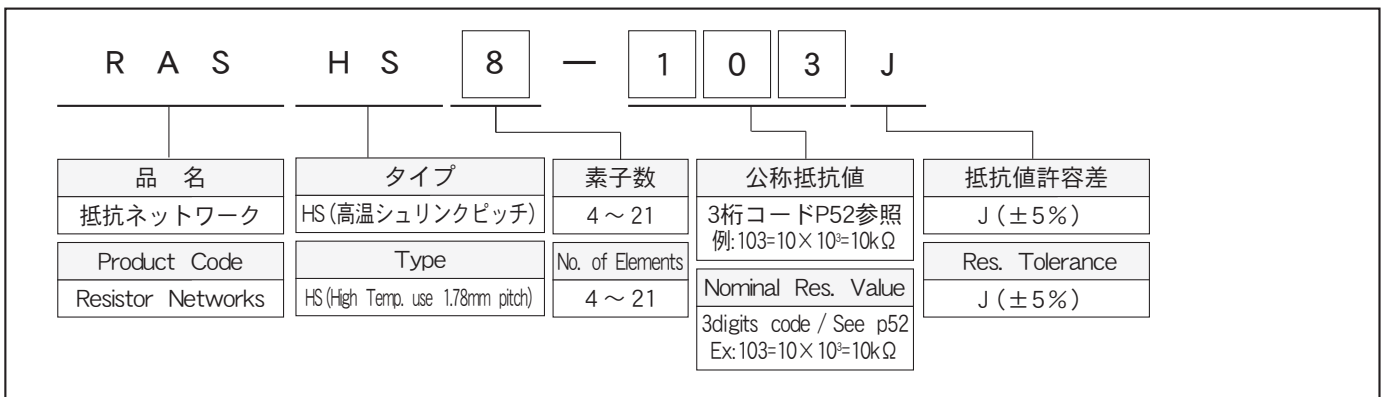 RAS HS 8 — 103 J
品 名
抵抗ネットワーク
Product Code
Resistor Networks
タイプ
HS(高温シュリンクピッチ)
Type
HS(High Temp. use 1.78mm pitch)
素子数
4～21
No. of Elements
4～21
公称抵抗値
3桁コードP52参照
例:103=10×10³=10kΩ
Nominal Res. Value
3digits code / See p52
Ex:103=10×10³=10kΩ
抵抗値許容差
J(±5%)
Res. Tolerance
J(±5%)